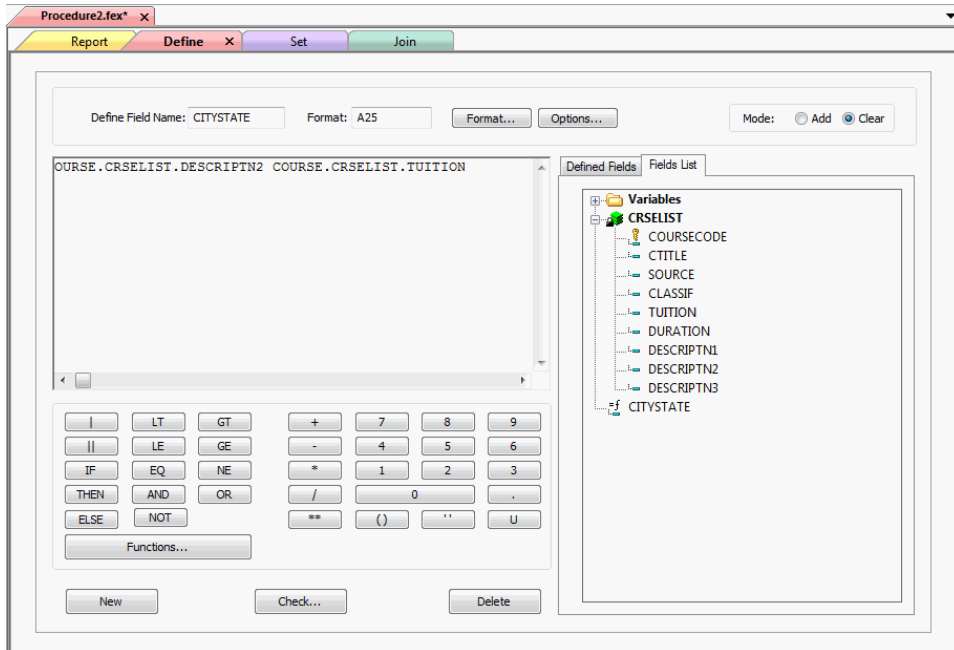 Procedure2.fex* x
Report Define x Set Join
Define Field Name: CITYSTATE Format: A25 Format... Options... Mode: Add Clear
OURSE.CRSELIST.DESCRIPTN2 COURSE.CRSELIST.TUITION
Defined Fields Fields List
Variables
CRSELIST
COURSECODE
CTITLE
SOURCE
CLASSIF
TUITION
DURATION
DESCRIPTN1
DESCRIPTN2
DESCRIPTN3
CITYSTATE
| LT GT + 7 8 9
|| LE GE - 4 5 6
IF EQ NE * 1 2 3
THEN AND OR / 0 .
ELSE NOT ** () '' U
Functions...
New Check... Delete